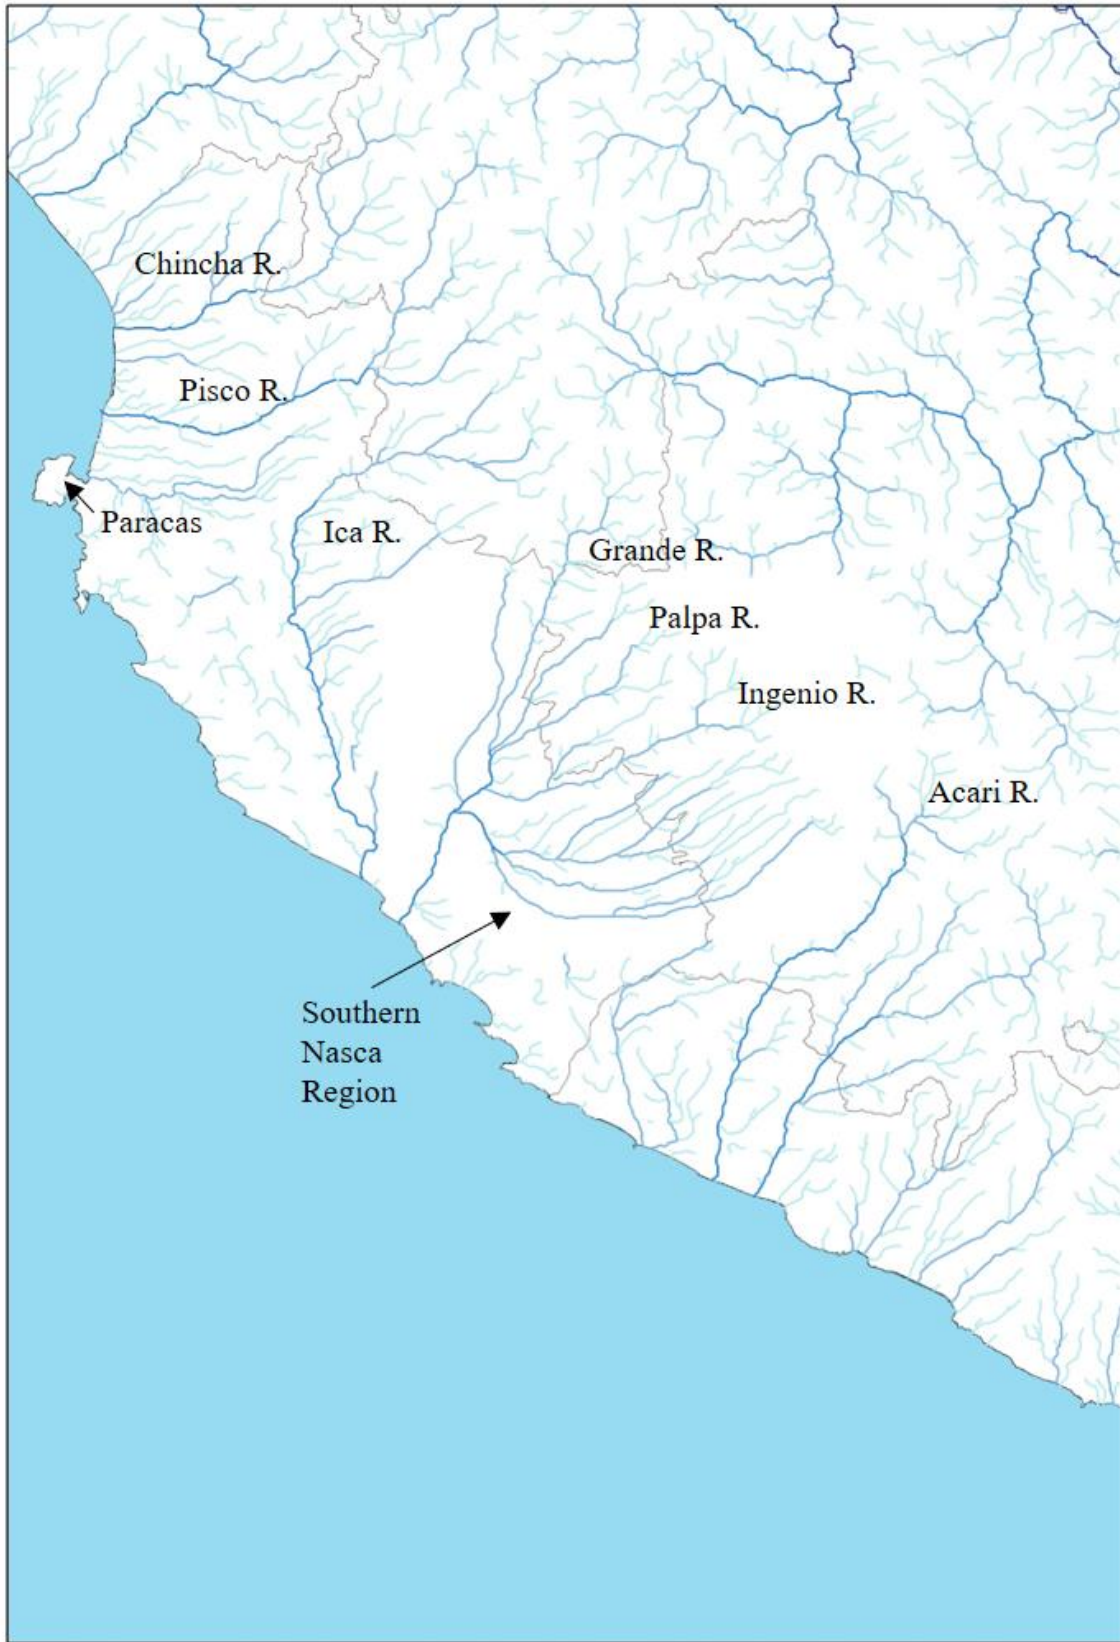 Chincha R.
Pisco R.
Paracas
Ica R.
Grande R.
Palpa R.
Ingenio R.
Acari R.
Southern
Nasca
Region